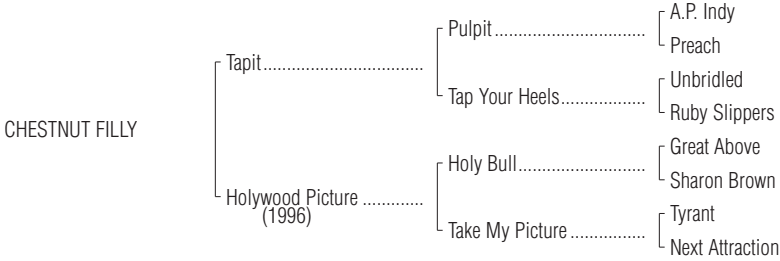 A.P. Indy
Pulpit..................................
Preach
Tapit....................................
Unbridled
Tap Your Heels...................
Ruby Slippers
CHESTNUT FILLY
Great Above
Holy Bull.............................
Sharon Brown
Holywood Picture .............
(1996)
Tyrant
Take My Picture .................
Next Attraction